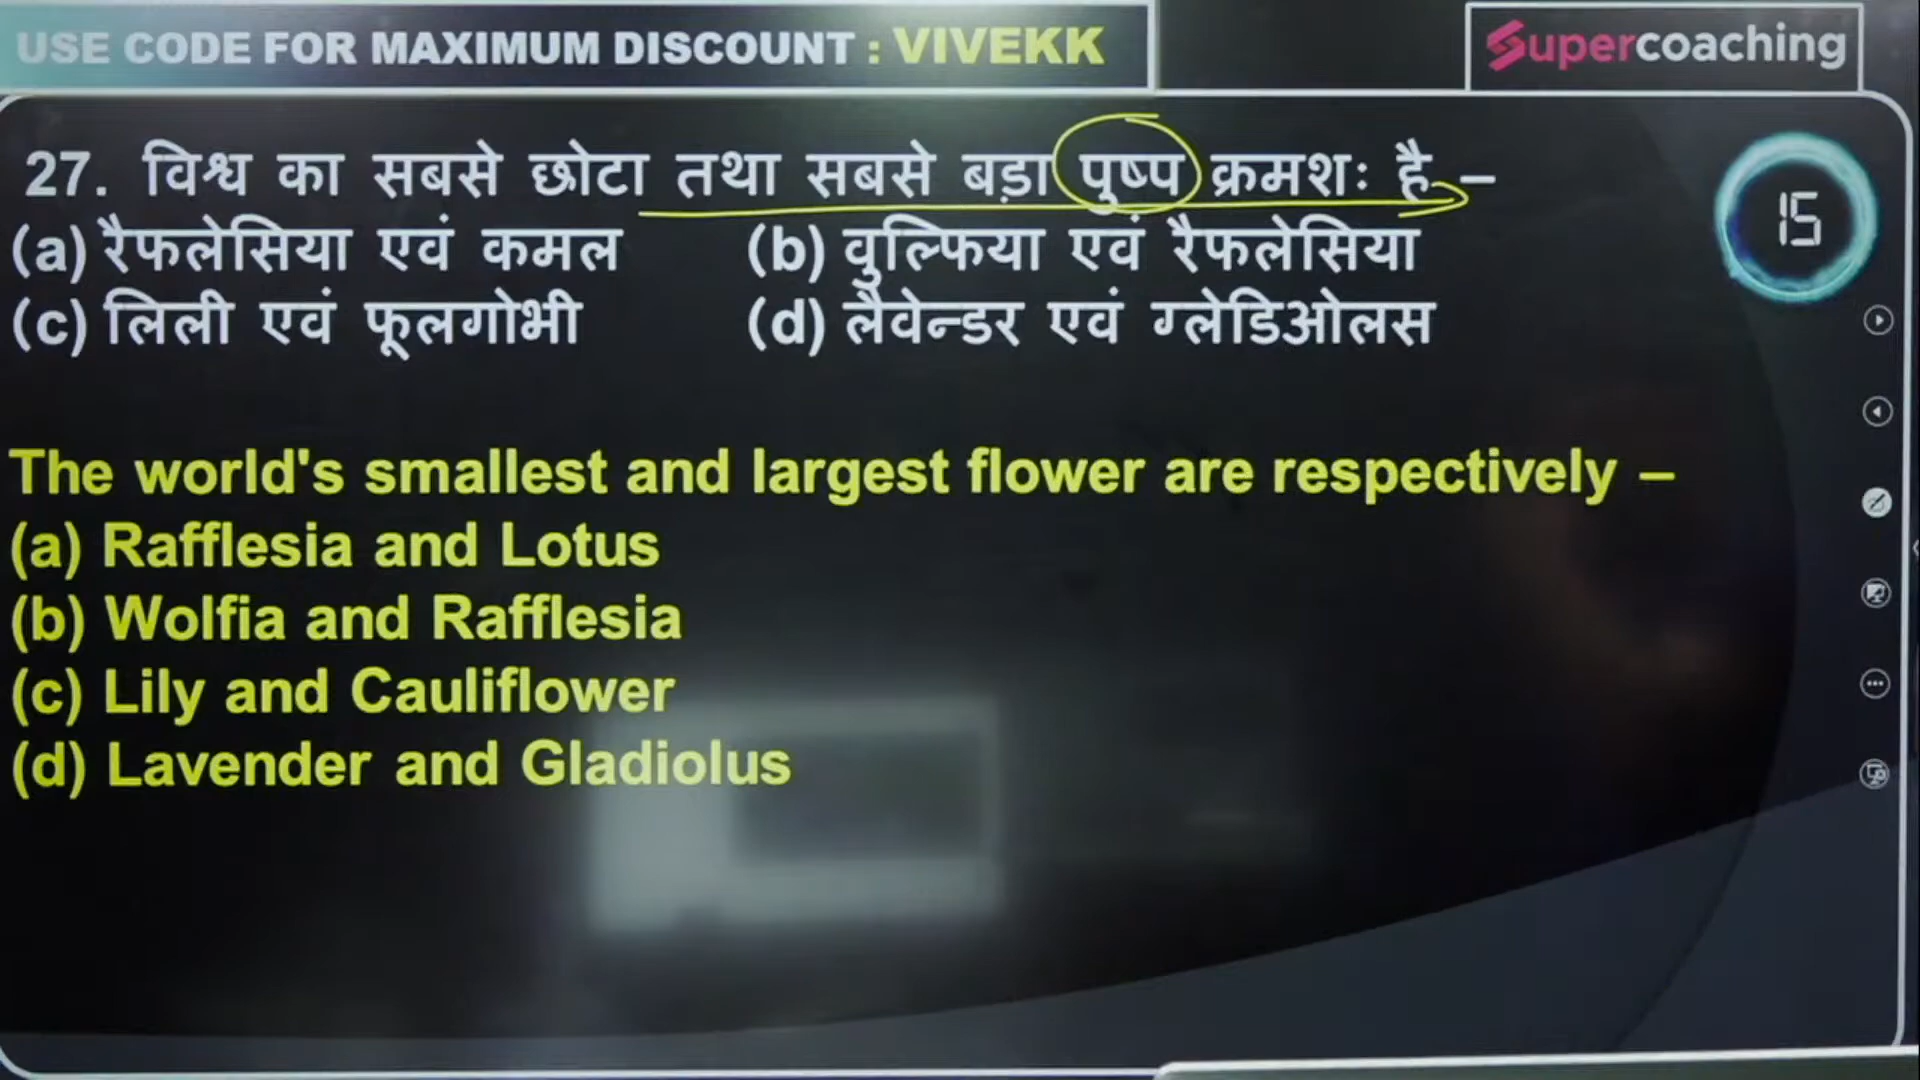 USE CODE FOR MAXIMUM DISCOUNT : VIVEKK
Supercoaching
27. विश्व का सबसे छोटा तथा सबसे बड़ा पुष्प क्रमशः है –
15
(a) रैफलेसिया एवं कमल (b) वुल्फिया एवं रैफलेसिया
(c) लिली एवं फूलगोभी (d) लैवेन्डर एवं ग्लेडिओलस
The world's smallest and largest flower are respectively –
(a) Rafflesia and Lotus
(b) Wolfia and Rafflesia
(c) Lily and Cauliflower
(d) Lavender and Gladiolus